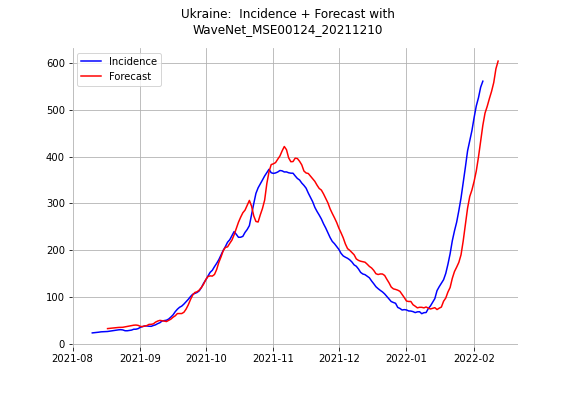 Ukraine:  Incidence + Forecast with
WaveNet_MSE00124_20211210
Incidence
Forecast
600
500
400
300
200
100
0
2021-08 2021-09 2021-10 2021-11 2021-12 2022-01 2022-02